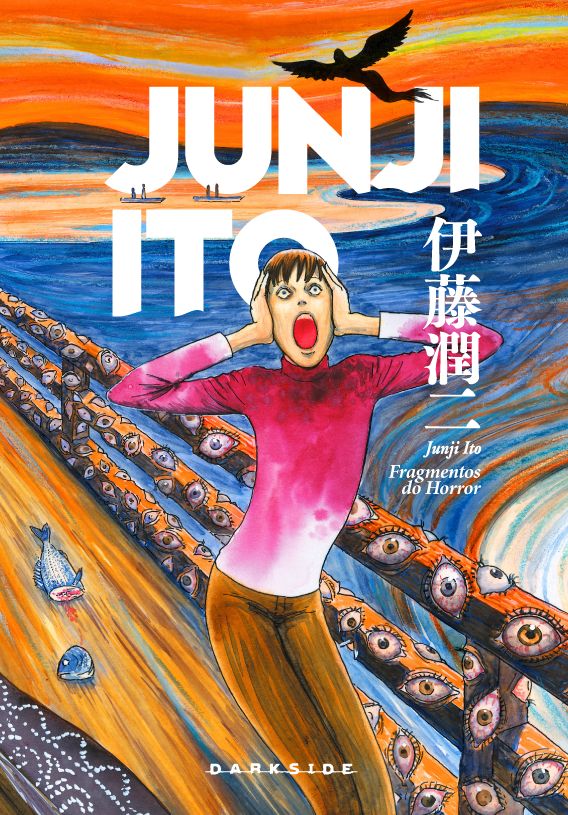 JUNJI
ITO
伊藤潤二
Junji Ito
Fragmentos
do Horror
DARKSIDE